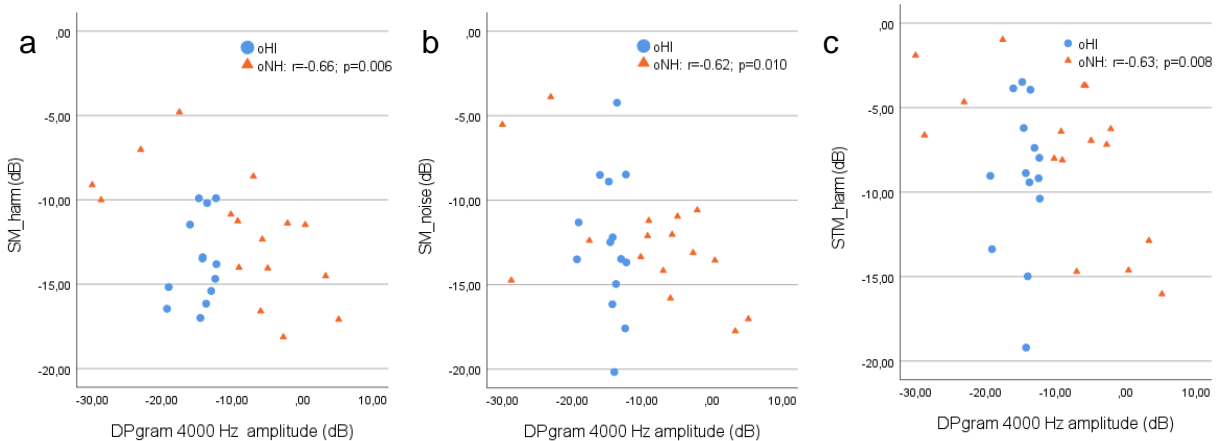 a
,00
-5,00
-10,00
-15,00
-20,00
SM_harm (dB)
oHI
oNH: r=-0.66; p=0.006
-30,00 -20,00 -10,00 ,00 10,00
DPgram 4000 Hz amplitude (dB)
b
,00
-5,00
-10,00
-15,00
-20,00
SM_noise (dB)
oHI
oNH: r=-0.62; p=0.010
-30,00 -20,00 -10,00 ,00 10,00
DPgram 4000 Hz amplitude (dB)
c
,00
-5,00
-10,00
-15,00
-20,00
STM_harm (dB)
oHI
oNH: r=-0.63; p=0.008
-30,00 -20,00 -10,00 ,00 10,00
DPgram 4000 Hz amplitude (dB)